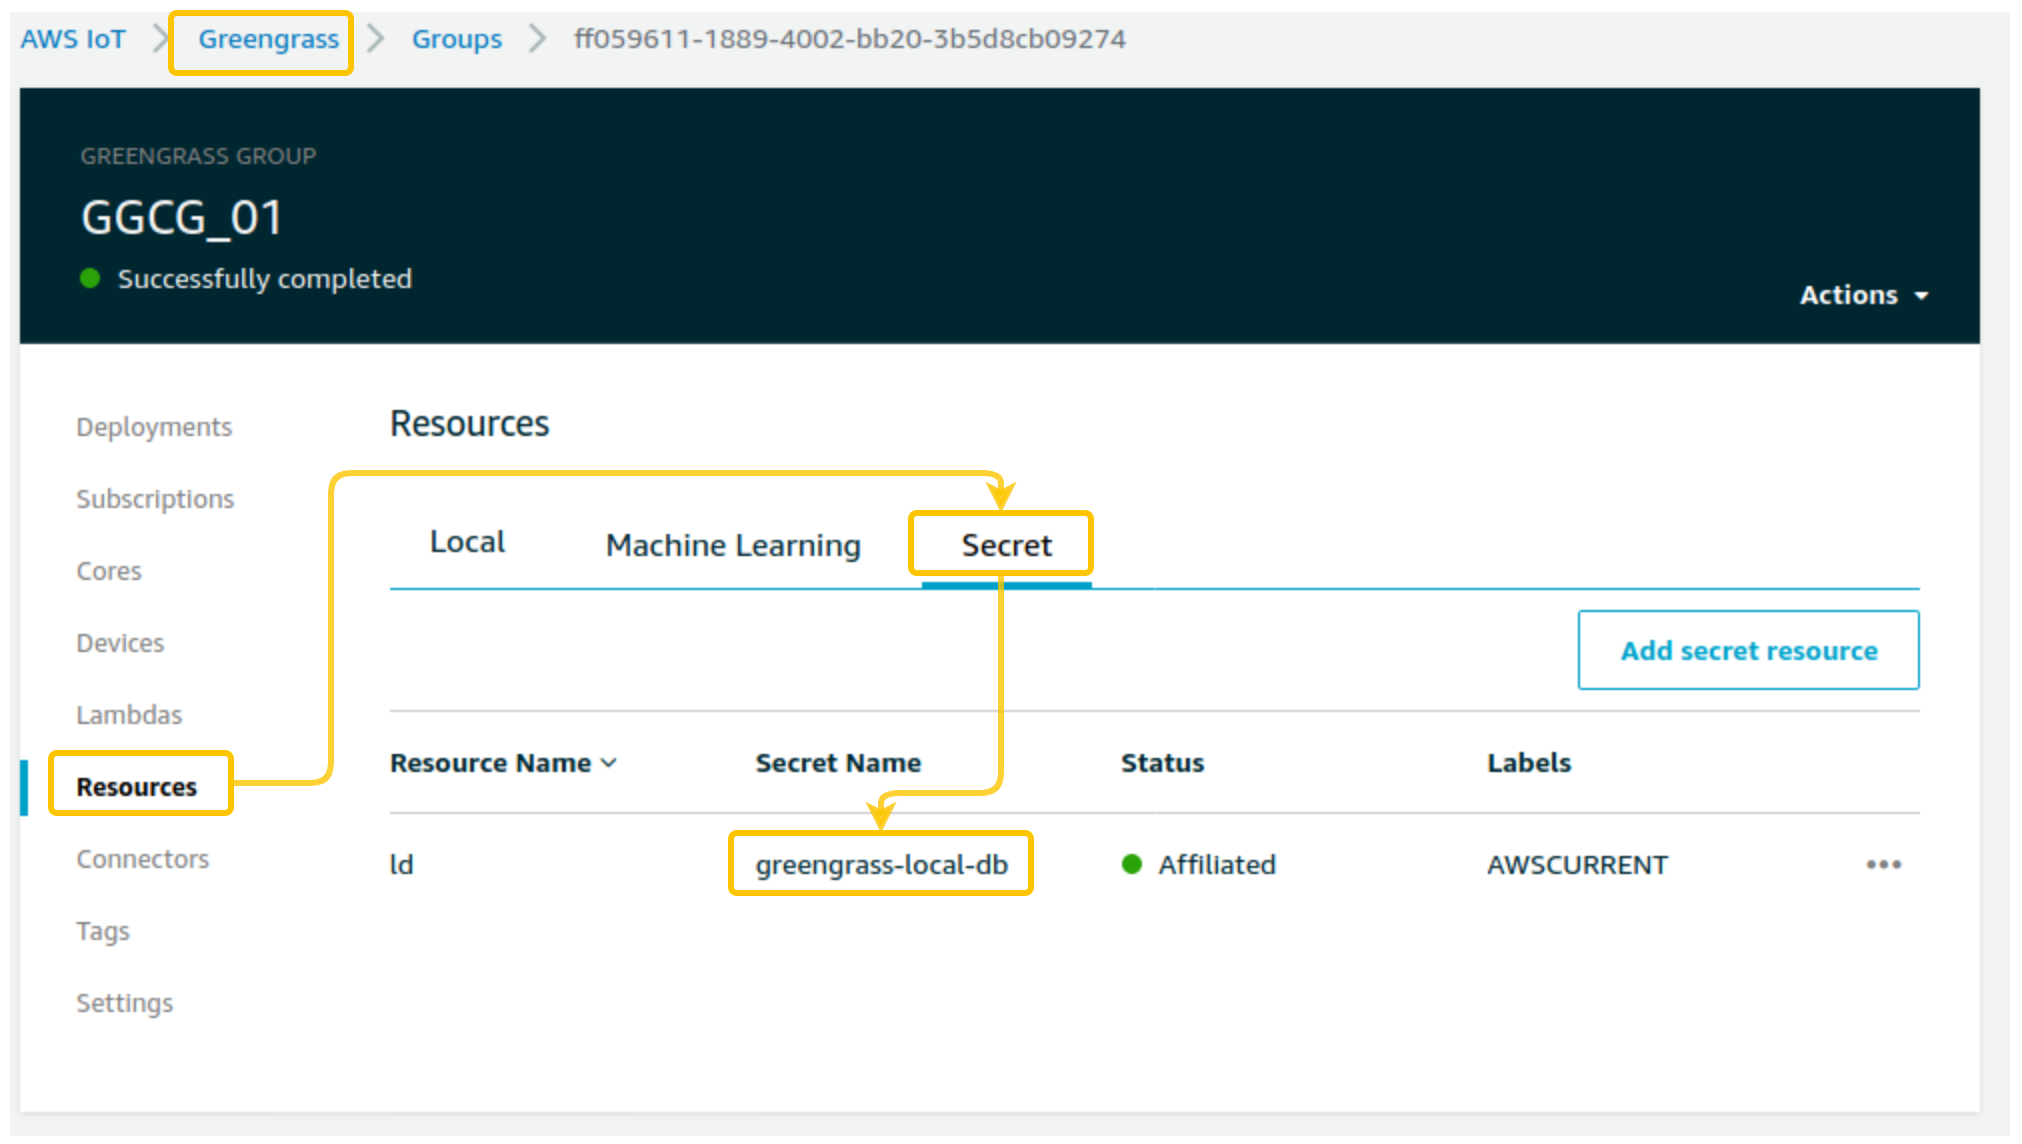 AWS IoT > Greengrass > Groups > ff059611-1889-4002-bb20-3b5d8cb09274
GREENGRASS GROUP
GGCG_01
Successfully completed
Actions
Deployments
Subscriptions
Cores
Devices
Lambdas
Resources
Connectors
Tags
Settings
Resources
Local Machine Learning Secret
Add secret resource
Resource Name Secret Name Status Labels
ld greengrass-local-db Affiliated AWSCURRENT •••